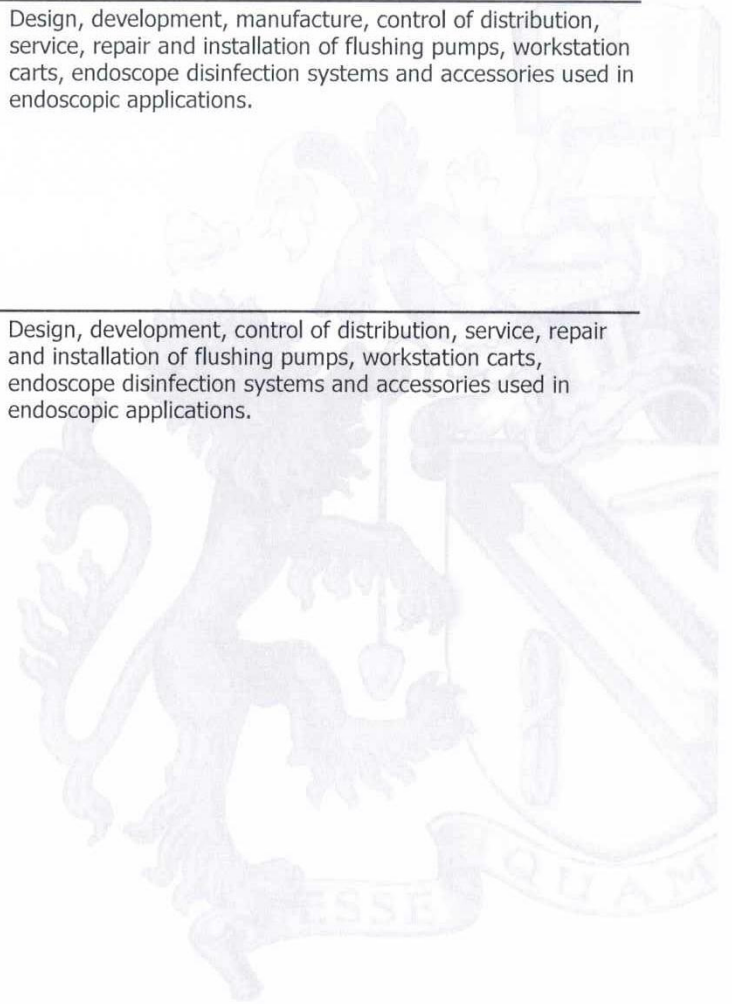 Design, development, manufacture, control of distribution,
service, repair and installation of flushing pumps, workstation
carts, endoscope disinfection systems and accessories used in
endoscopic applications.
Design, development, control of distribution, service, repair
and installation of flushing pumps, workstation carts,
endoscope disinfection systems and accessories used in
endoscopic applications.
ESSE QUAM